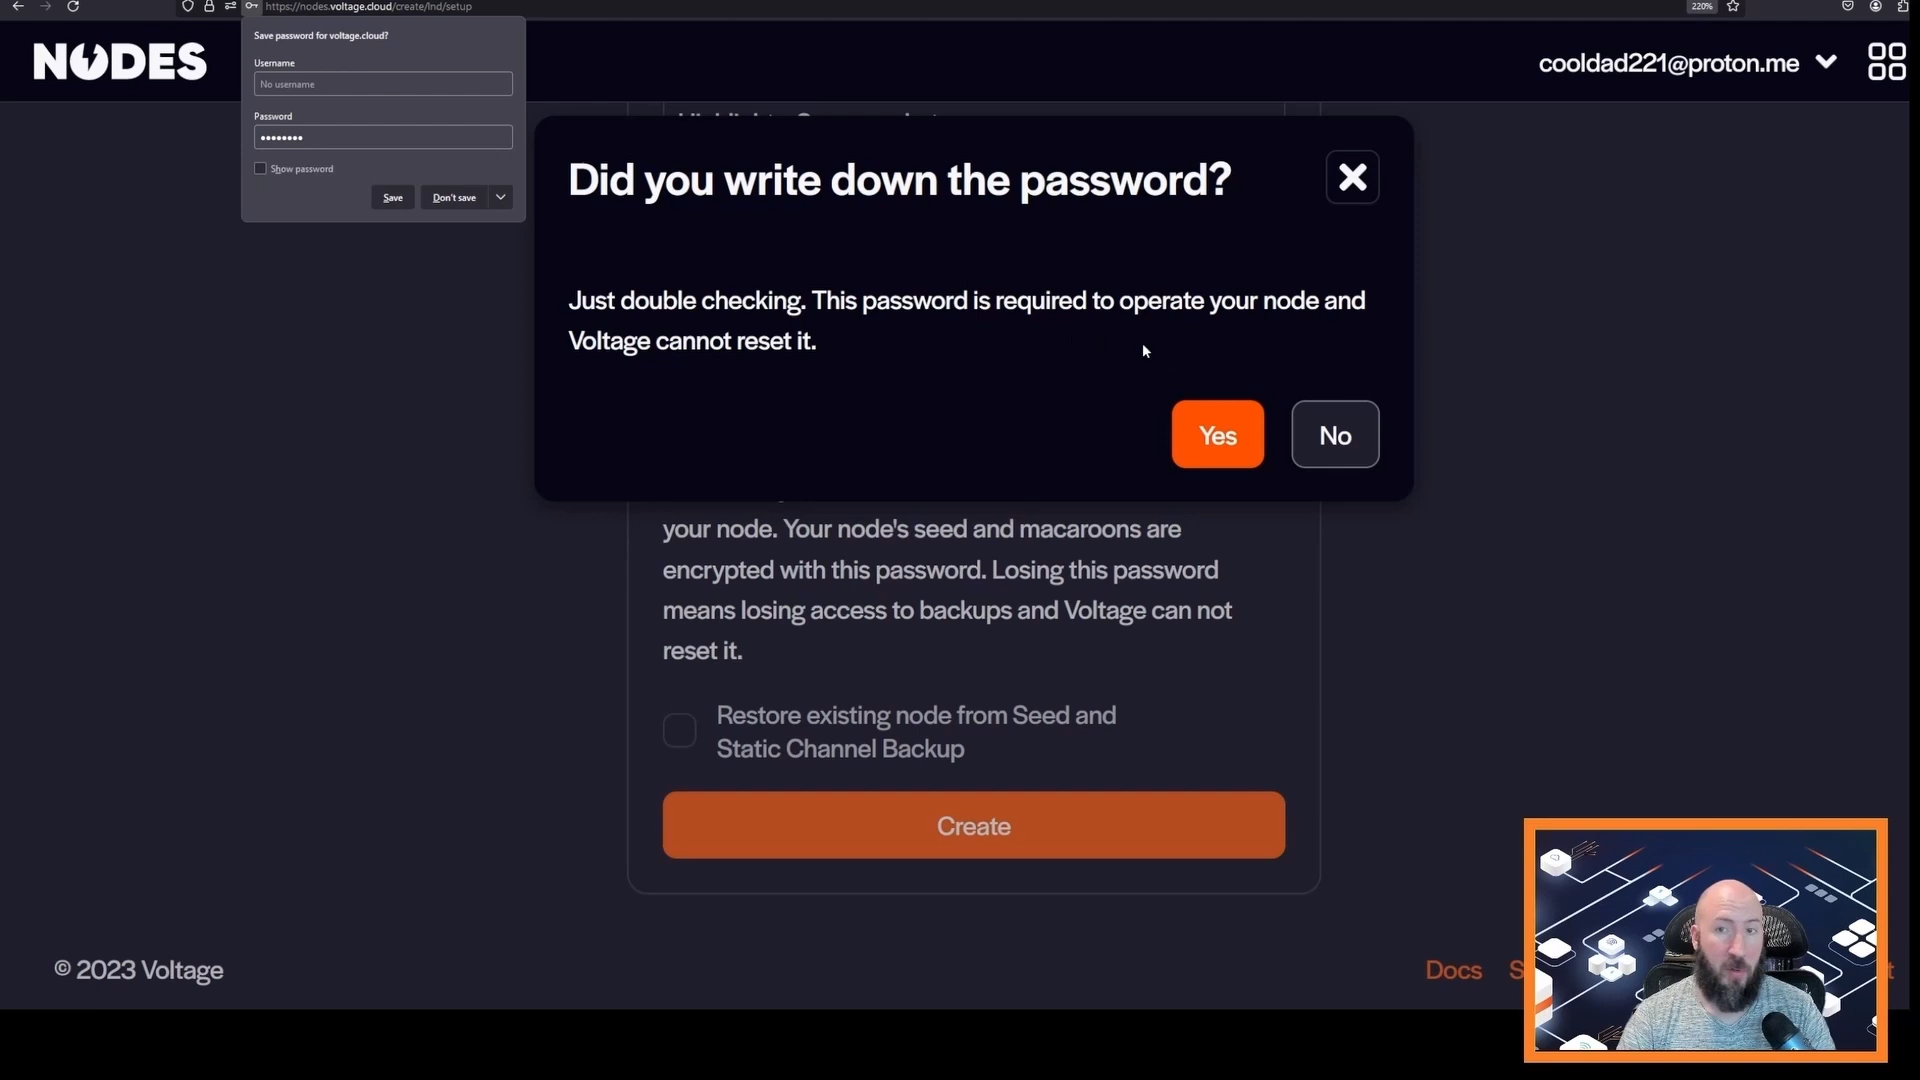 https://nodes.voltage.cloud/create/lnd/setup
220%
Save password for voltage.cloud?
Username
No username
Password
••••••••
Show password
Save
Don't save
NODES
cooldad221@proton.me
Did you write down the password?
Just double checking. This password is required to operate your node and
Voltage cannot reset it.
Yes
No
your node. Your node's seed and macaroons are
encrypted with this password. Losing this password
means losing access to backups and Voltage can not
reset it.
Restore existing node from Seed and
Static Channel Backup
Create
© 2023 Voltage
Docs